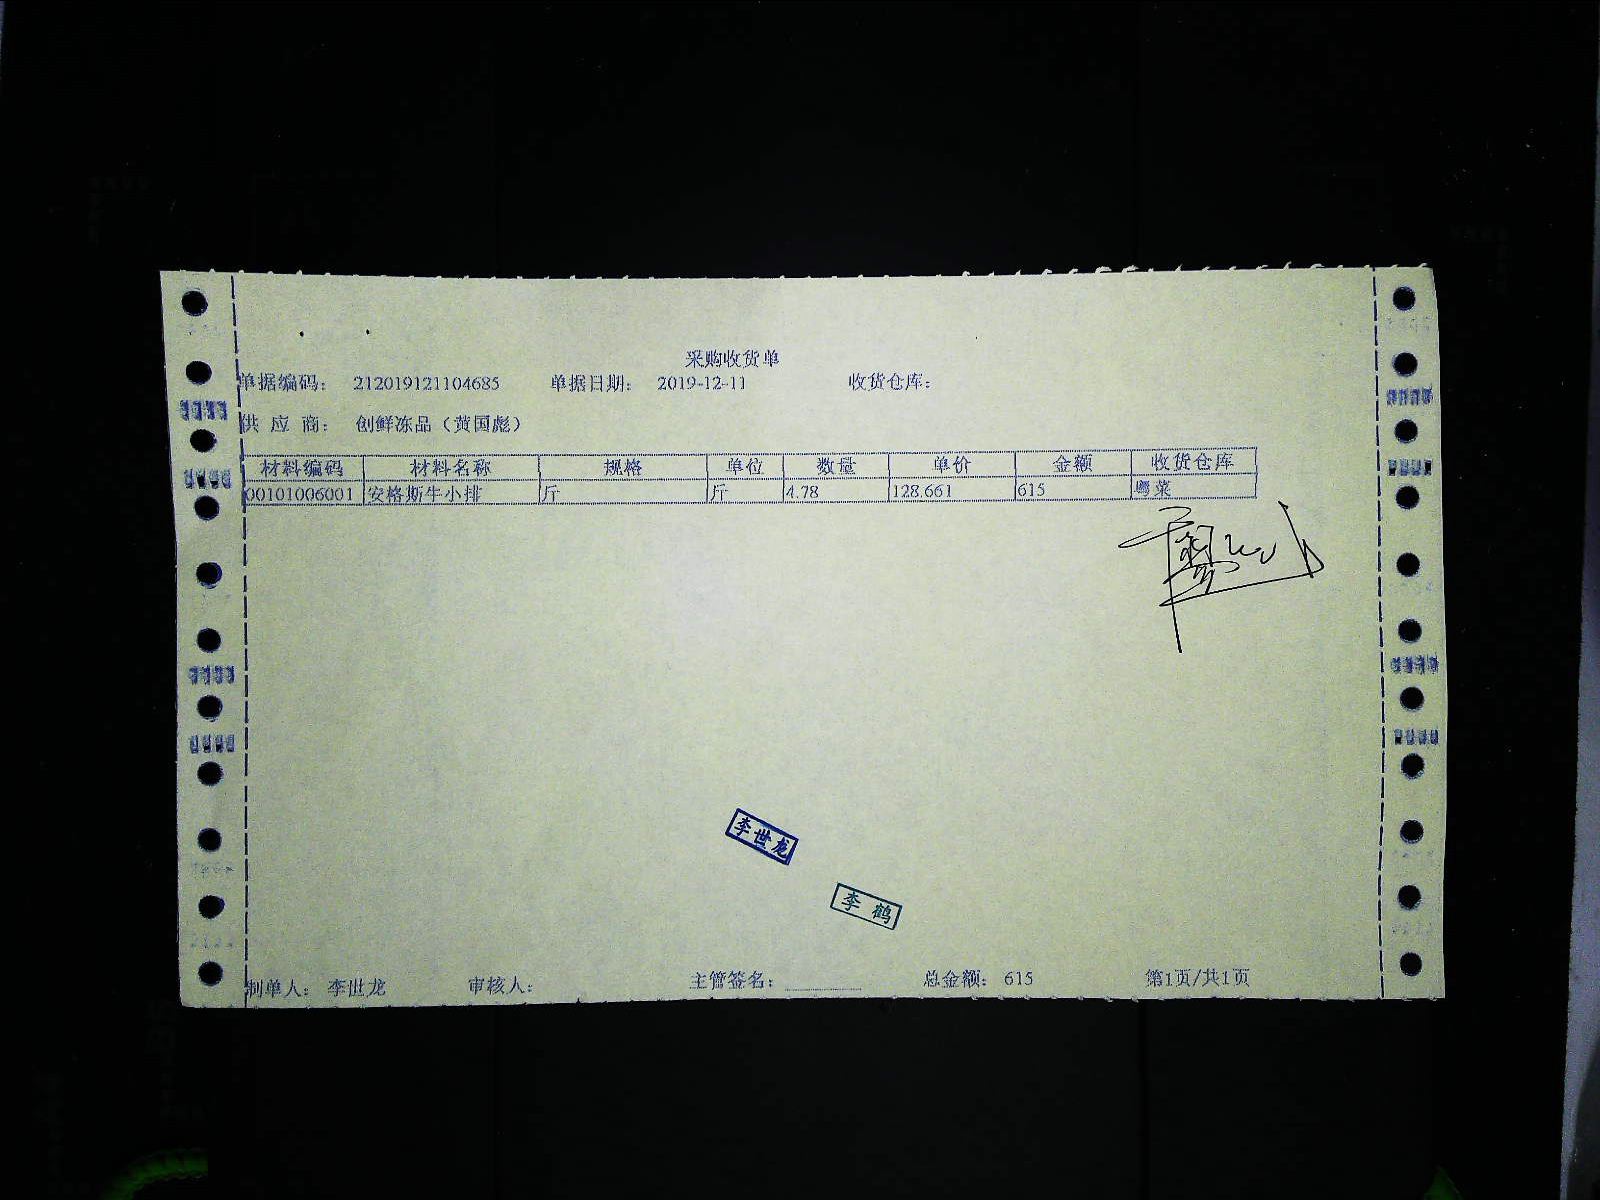 采购收货单
单据编码： 212019121104685 单据日期： 2019-12-11 收货仓库：
供 应 商： 创鲜冻品（黄国彪）
材料编码 材料名称 规格 单位 数量 单价 金额 收货仓库
00101006001 安格斯牛小排 斤 斤 4.78 128.661 615 粤菜
李世龙
李 鹤
制单人： 李世龙 审核人： 主管签名： 总金额： 615 第1页/共1页